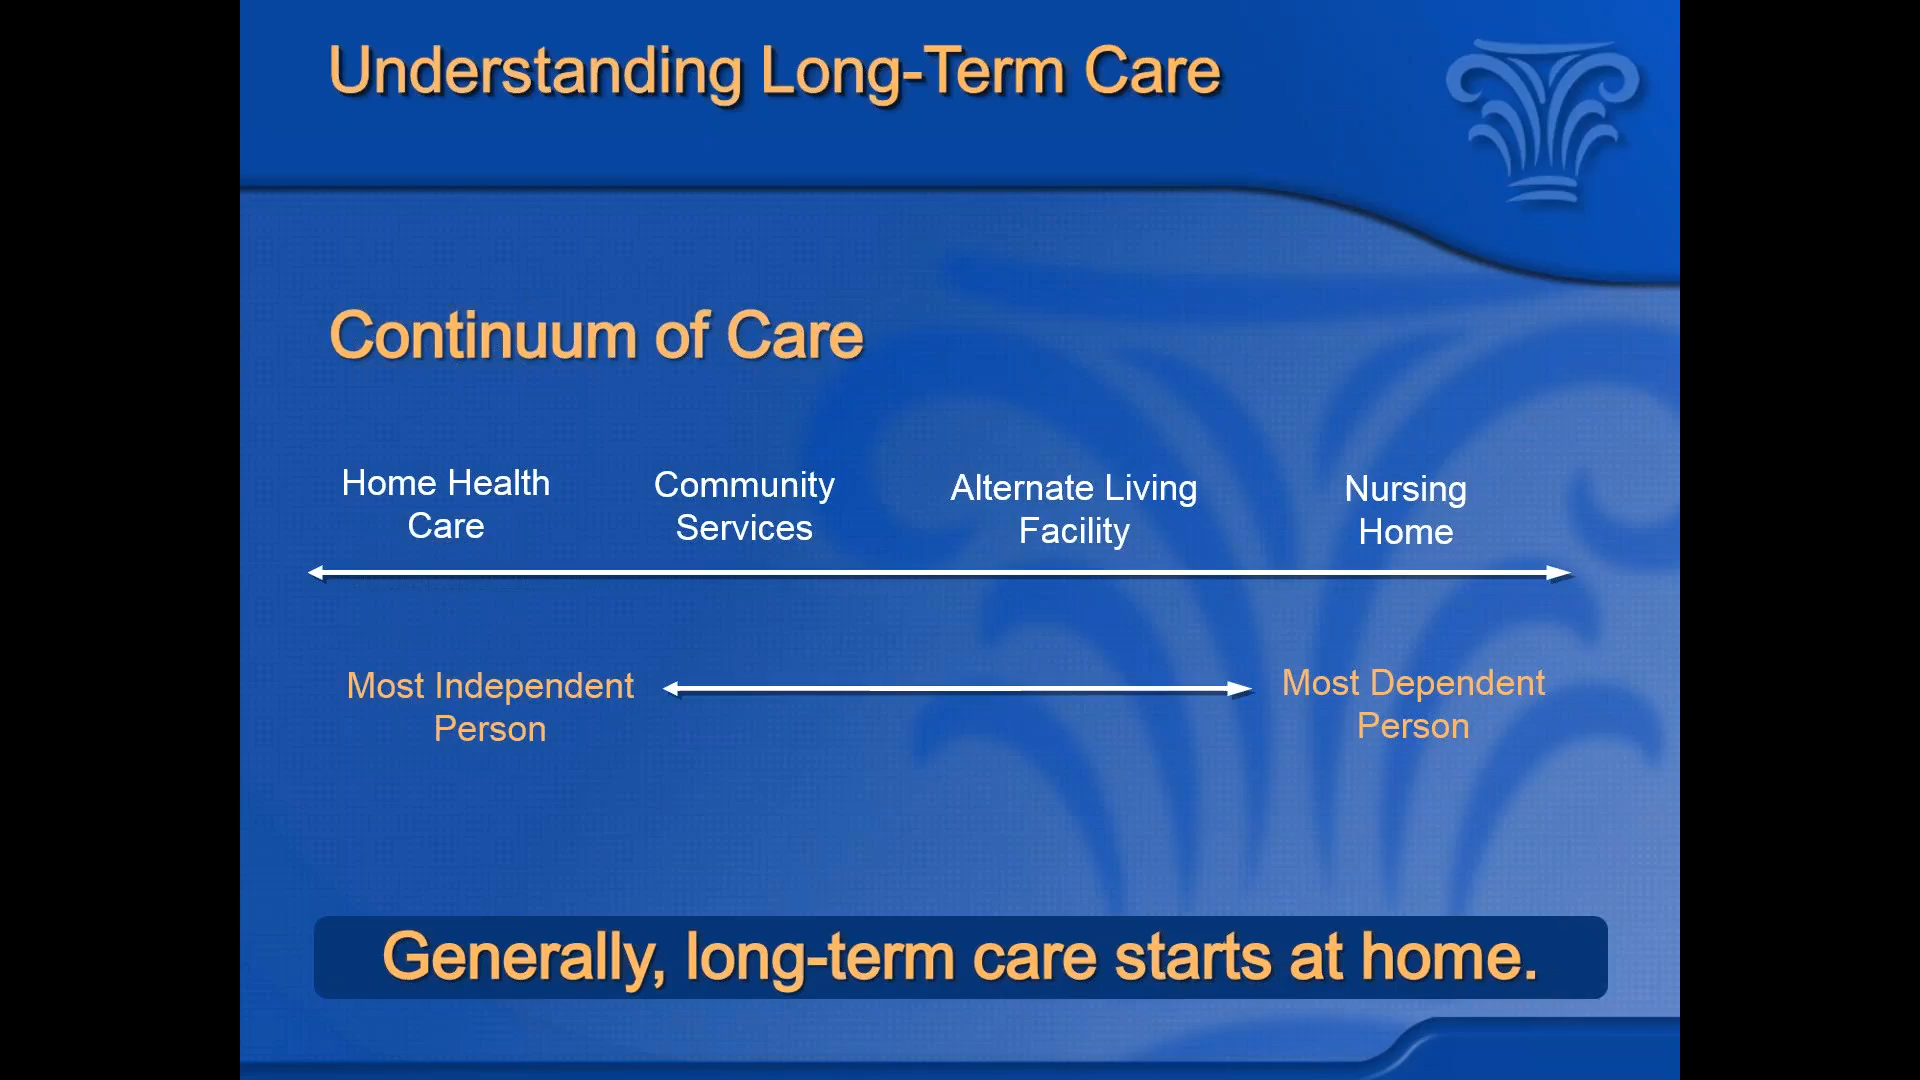 Understanding Long-Term Care
Continuum of Care
Home Health
Care
Community
Services
Alternate Living
Facility
Nursing
Home
Most Independent
Person
Most Dependent
Person
Generally, long-term care starts at home.